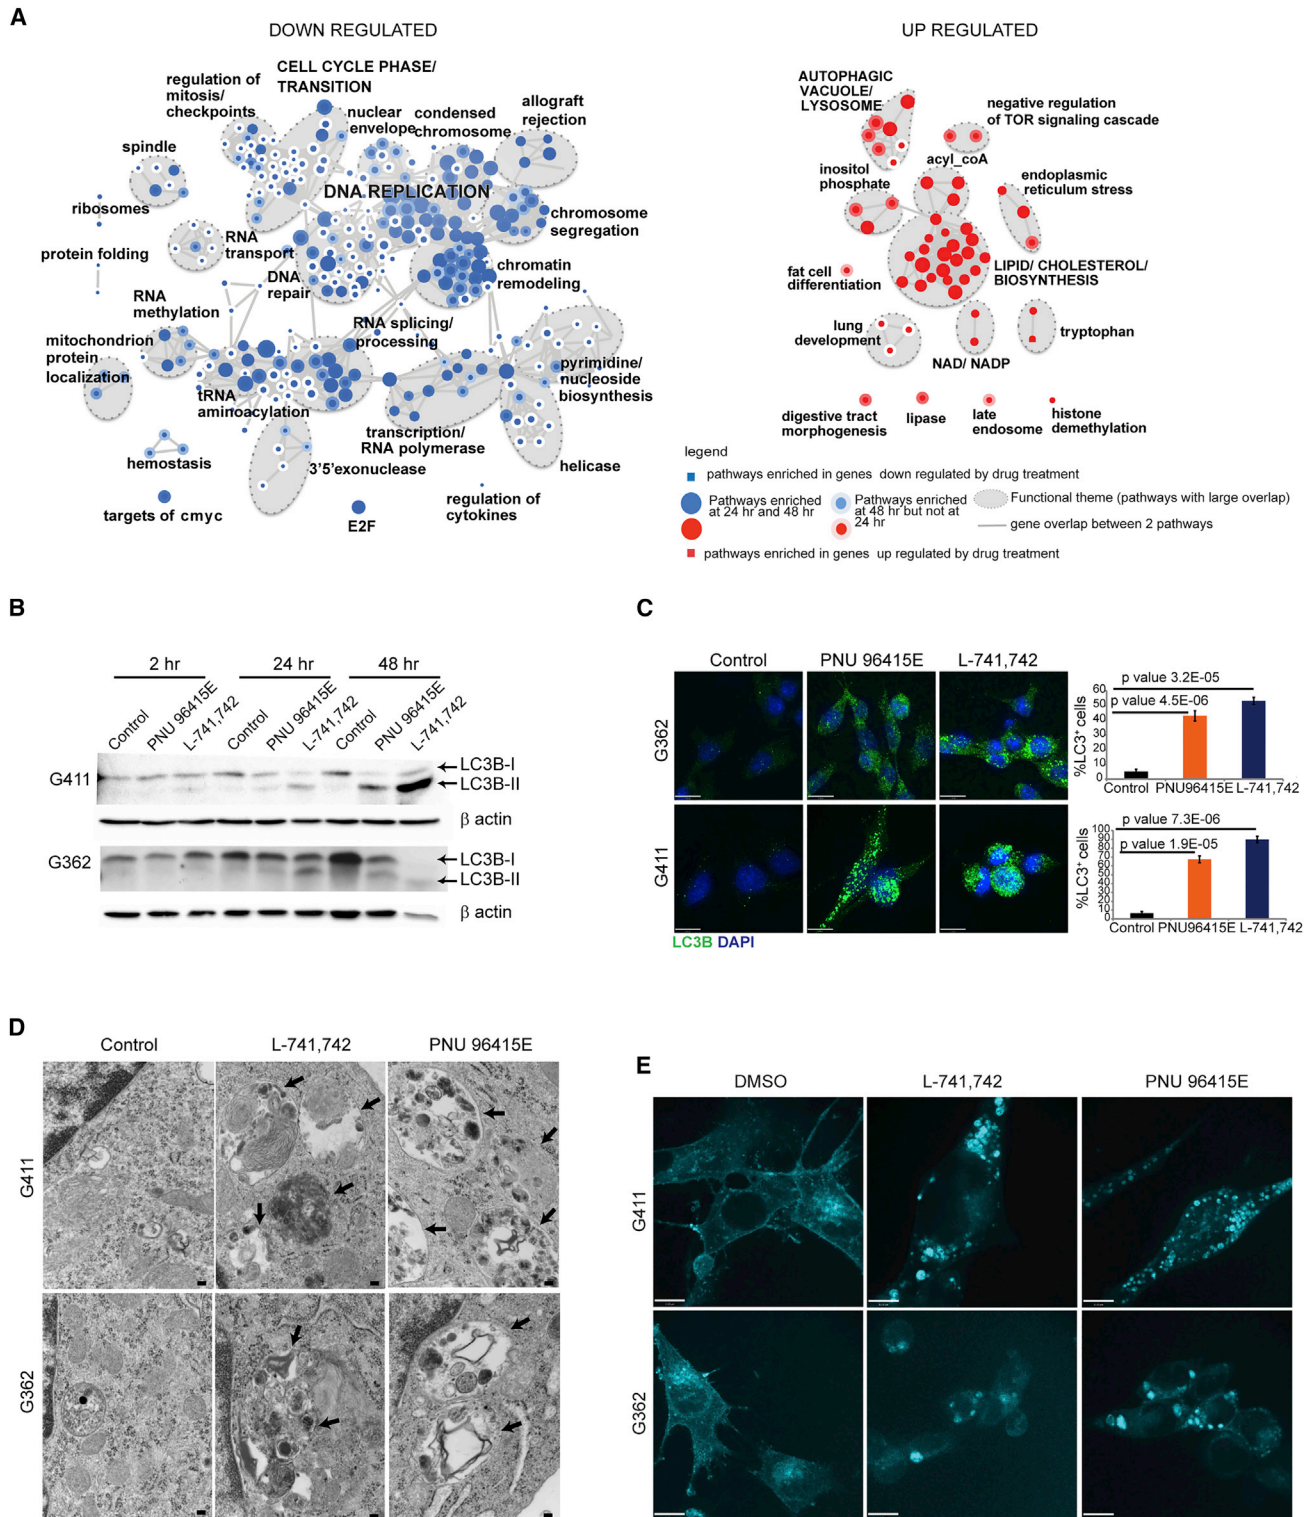 A
DOWN REGULATED
UP REGULATED
CELL CYCLE PHASE/
TRANSITION
regulation of
mitosis/
checkpoints
nuclear
envelope
condensed
chromosome
allograft
rejection
spindle
DNA REPLICATION
ribosomes
chromosome
segregation
protein folding
RNA
transport
DNA
repair
chromatin
remodeling
RNA
methylation
RNA splicing/
processing
mitochondrion
protein
localization
pyrimidine/
nucleoside
biosynthesis
tRNA
aminoacylation
transcription/
RNA polymerase
hemostasis
3'5'exonuclease
helicase
targets of cmyc
E2F
regulation of
cytokines
AUTOPHAGIC
VACUOLE/
LYSOSOME
negative regulation
of TOR signaling cascade
acyl_coA
inositol
phosphate
endoplasmic
reticulum stress
fat cell
differentiation
LIPID/ CHOLESTEROL/
BIOSYNTHESIS
lung
development
NAD/ NADP
tryptophan
digestive tract
morphogenesis
lipase
late
endosome
histone
demethylation
legend
pathways enriched in genes down regulated by drug treatment
Pathways enriched
at 24 hr and 48 hr
Pathways enriched
at 48 hr but not at
24 hr
Functional theme (pathways with large overlap)
gene overlap between 2 pathways
pathways enriched in genes up regulated by drug treatment
B
2 hr
24 hr
48 hr
Control
PNU 96415E
L-741,742
Control
PNU 96415E
L-741,742
Control
PNU 96415E
L-741,742
G411
LC3B-I
LC3B-II
β actin
G362
LC3B-I
LC3B-II
β actin
C
Control
PNU 96415E
L-741,742
G362
G411
LC3B DAPI
p value 3.2E-05
p value 4.5E-06
%LC3+ cells
60
50
40
30
20
10
0
Control PNU96415E L-741,742
p value 7.3E-06
p value 1.9E-05
%LC3+ cells
100
90
80
70
60
50
40
30
20
10
0
Control PNU96415E L-741,742
D
Control
L-741,742
PNU 96415E
G411
G362
E
DMSO
L-741,742
PNU 96415E
G411
G362